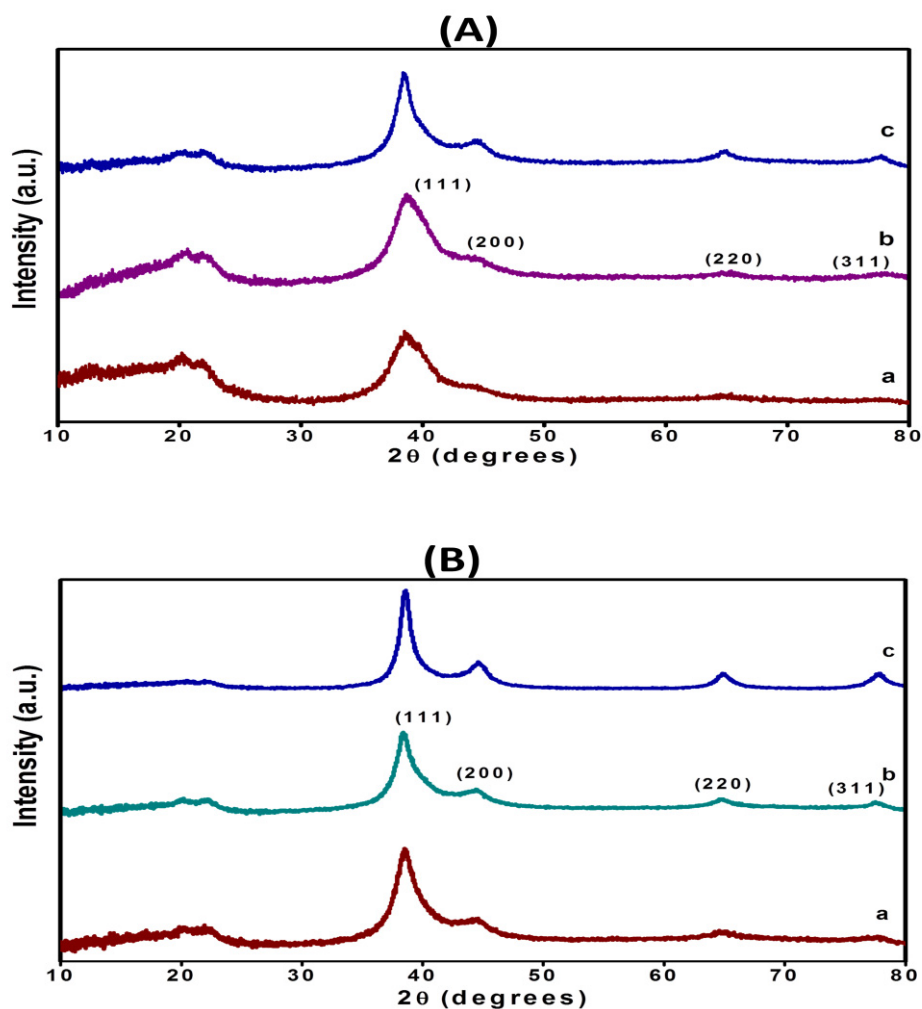 (A)
Intensity (a.u.)
c
(111)
b
(200)
(220)
(311)
a
10 20 30 40 50 60 70 80
2θ (degrees)
(B)
Intensity (a.u.)
c
(111)
b
(200)
(220)
(311)
a
10 20 30 40 50 60 70 80
2θ (degrees)